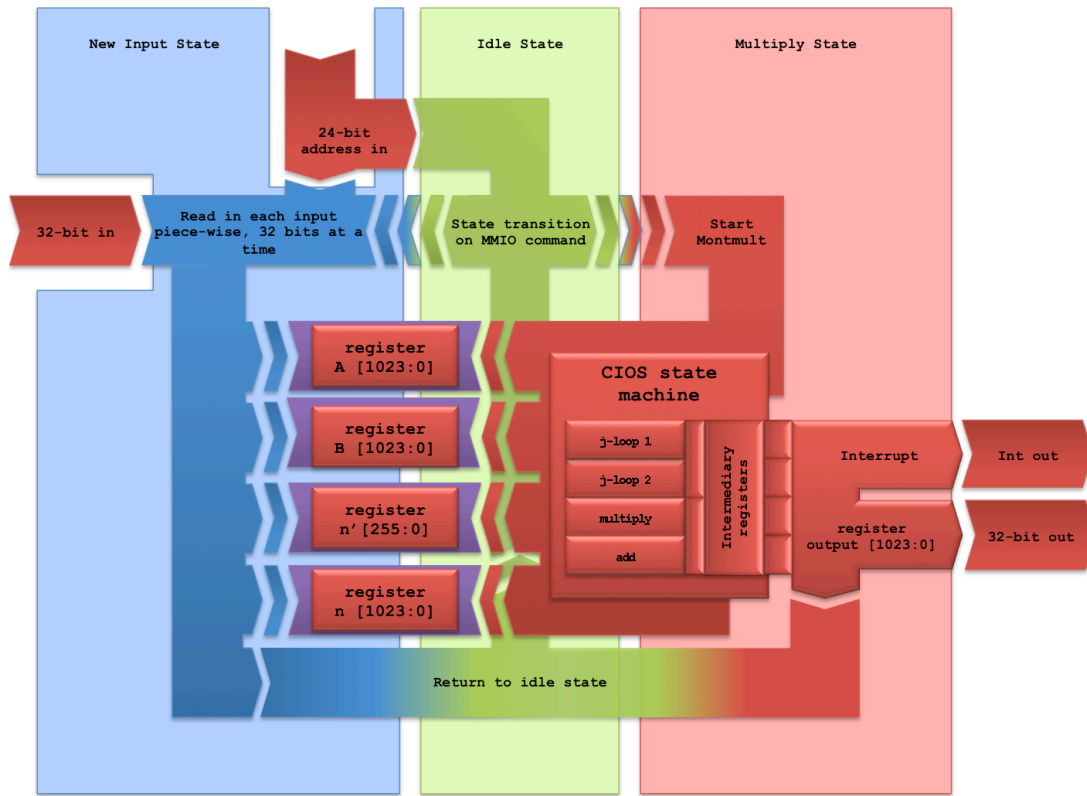 New Input State
Idle State
Multiply State
24-bit
address in
32-bit in
Read in each input
piece-wise, 32 bits at a
time
State transition
on MMIO command
Start
Montmult
register
A [1023:0]
register
B [1023:0]
register
n′[255:0]
register
n [1023:0]
CIOS state
machine
j-loop 1
j-loop 2
multiply
add
Intermediary
registers
Interrupt
register
output [1023:0]
Int out
32-bit out
Return to idle state